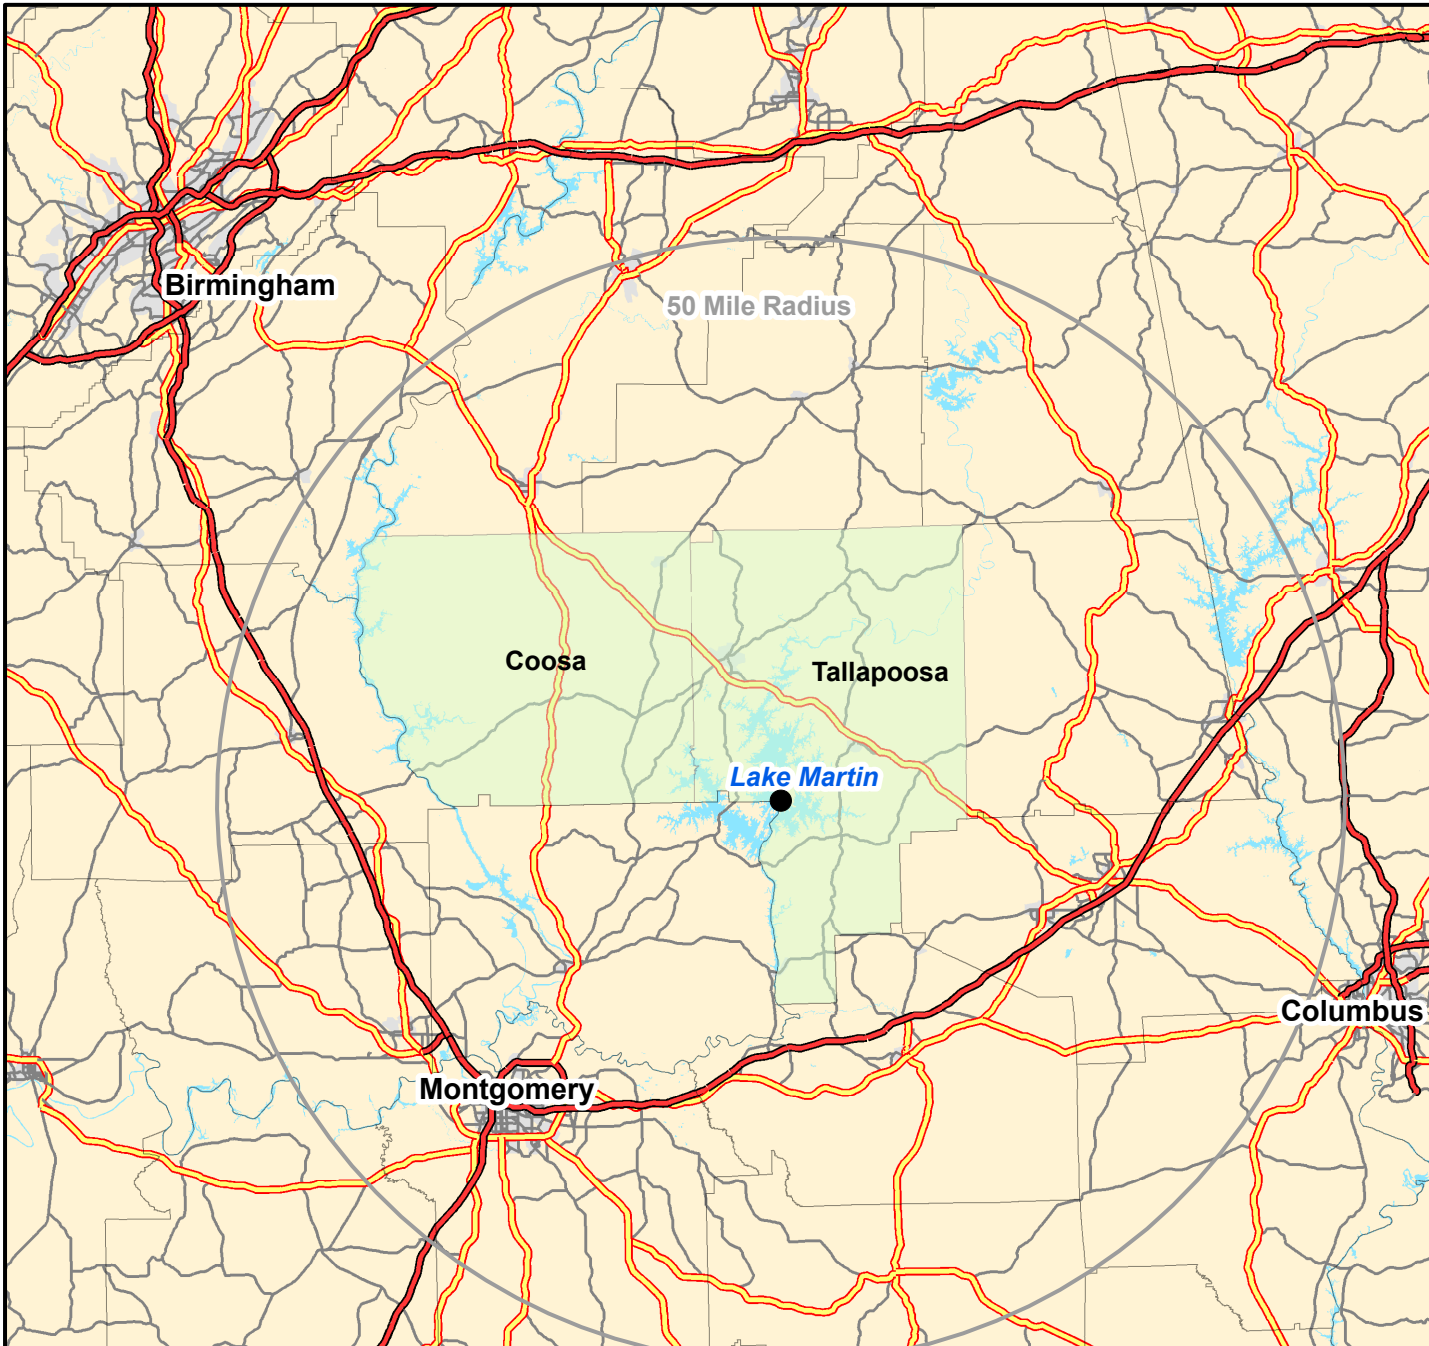 Birmingham
50 Mile Radius
Coosa
Tallapoosa
Lake Martin
Columbus
Montgomery